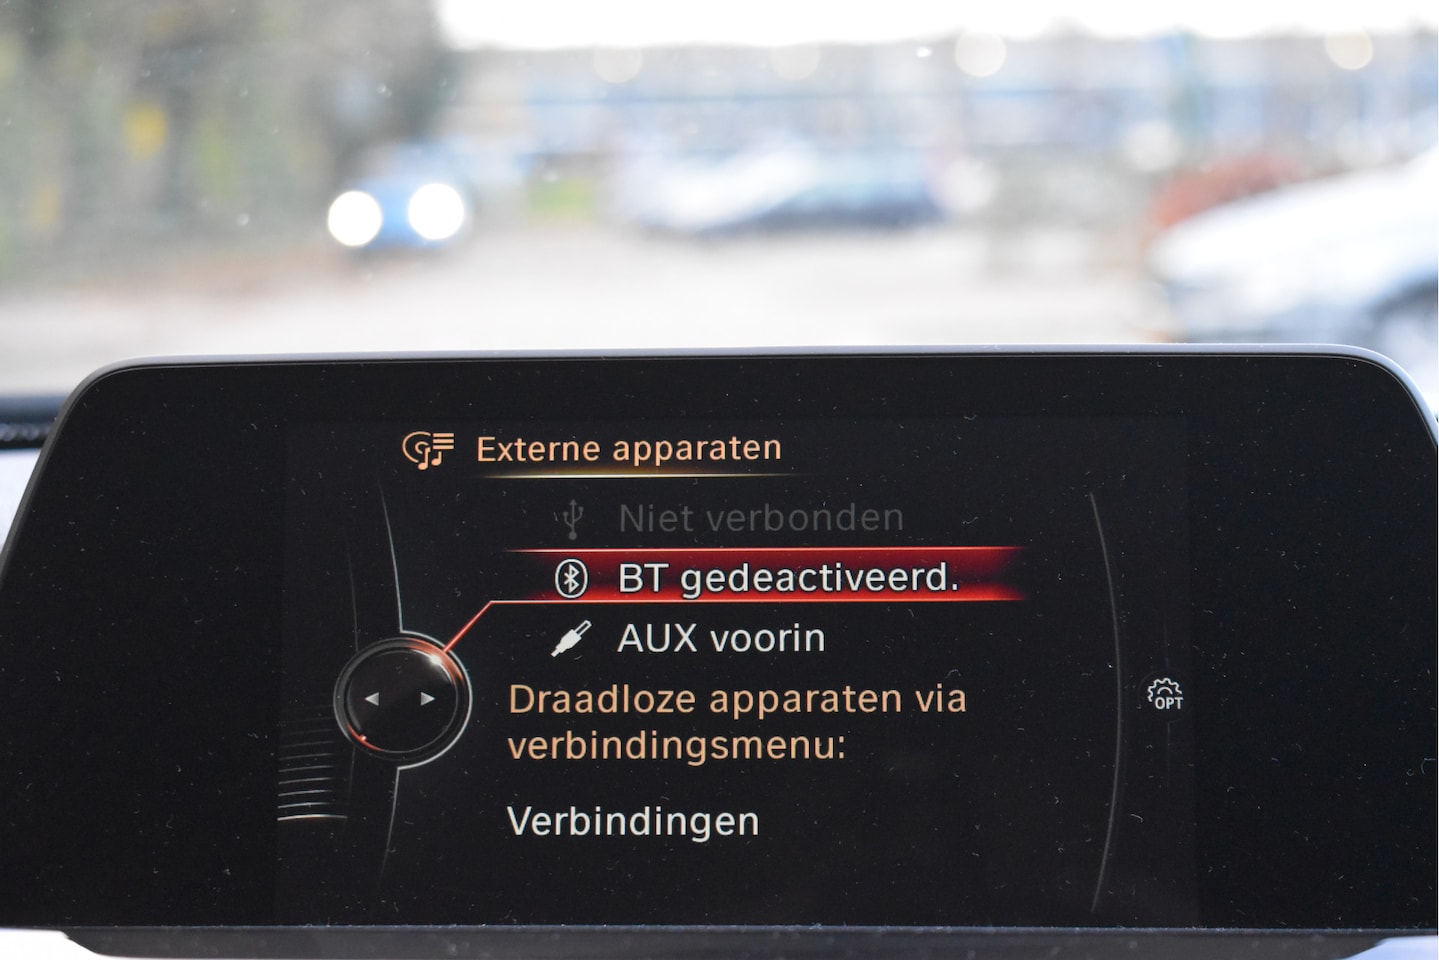 Externe apparaten
Niet verbonden
BT gedeactiveerd.
AUX voorin
Draadloze apparaten via
verbindingsmenu:
Verbindingen
OPT